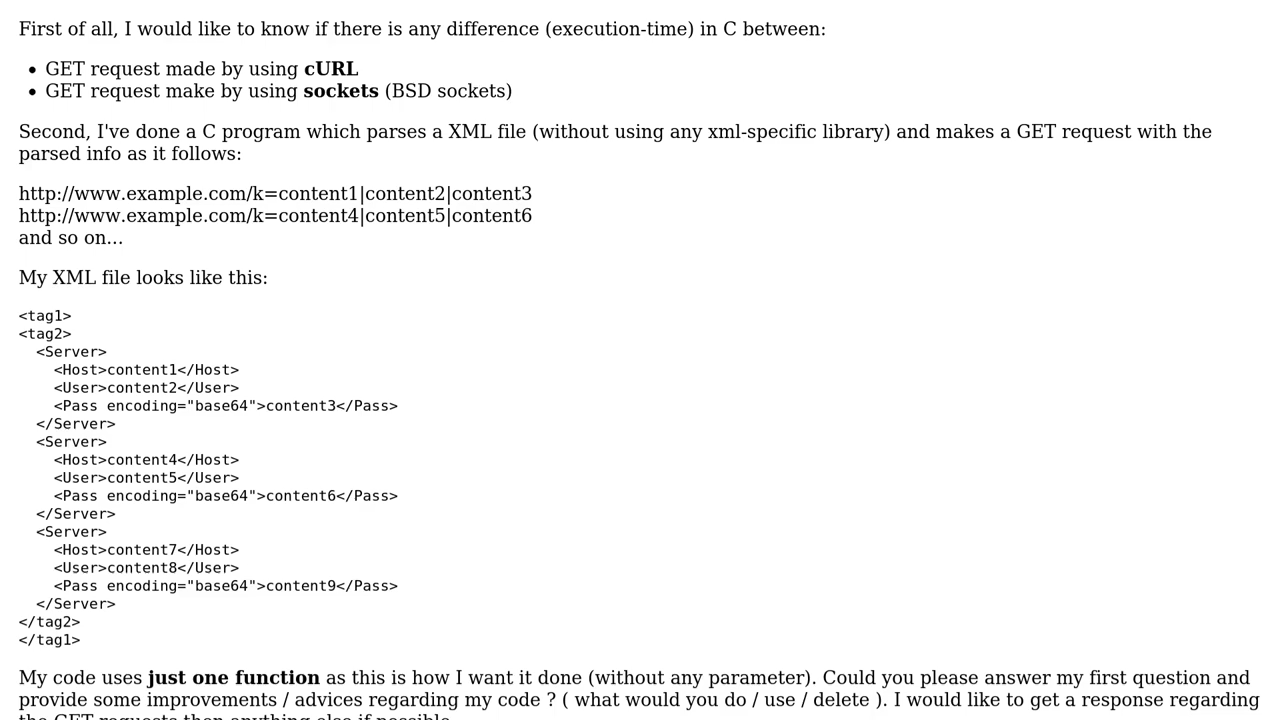 First of all, I would like to know if there is any difference (execution-time) in C between:
• GET request made by using cURL
• GET request make by using sockets (BSD sockets)
Second, I've done a C program which parses a XML file (without using any xml-specific library) and makes a GET request with the
parsed info as it follows:
http://www.example.com/k=content1|content2|content3
http://www.example.com/k=content4|content5|content6
and so on...
My XML file looks like this:
<tag1>
<tag2>
  <Server>
    <Host>content1</Host>
    <User>content2</User>
    <Pass encoding="base64">content3</Pass>
  </Server>
  <Server>
    <Host>content4</Host>
    <User>content5</User>
    <Pass encoding="base64">content6</Pass>
  </Server>
  <Server>
    <Host>content7</Host>
    <User>content8</User>
    <Pass encoding="base64">content9</Pass>
  </Server>
</tag2>
</tag1>
My code uses just one function as this is how I want it done (without any parameter). Could you please answer my first question and
provide some improvements / advices regarding my code ? ( what would you do / use / delete ). I would like to get a response regarding
the GET requests then anything else if possible